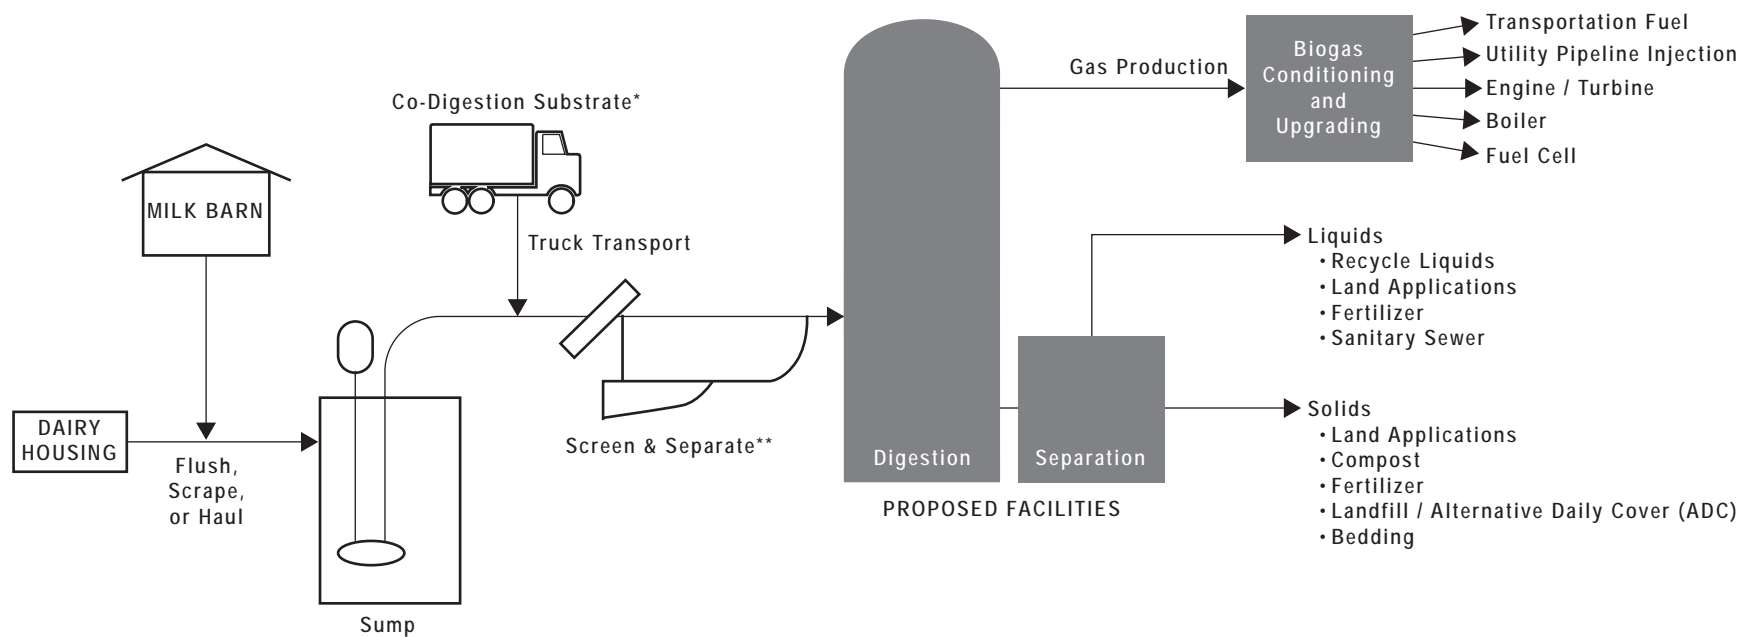 Co-Digestion Substrate*
MILK BARN
Truck Transport
DAIRY
HOUSING
Flush,
Scrape,
or Haul
Sump
Screen & Separate**
Digestion
Separation
PROPOSED FACILITIES
Gas Production
Biogas
Conditioning
and
Upgrading
Transportation Fuel
Utility Pipeline Injection
Engine / Turbine
Boiler
Fuel Cell
Liquids
• Recycle Liquids
• Land Applications
• Fertilizer
• Sanitary Sewer
Solids
• Land Applications
• Compost
• Fertilizer
• Landfill / Alternative Daily Cover (ADC)
• Bedding